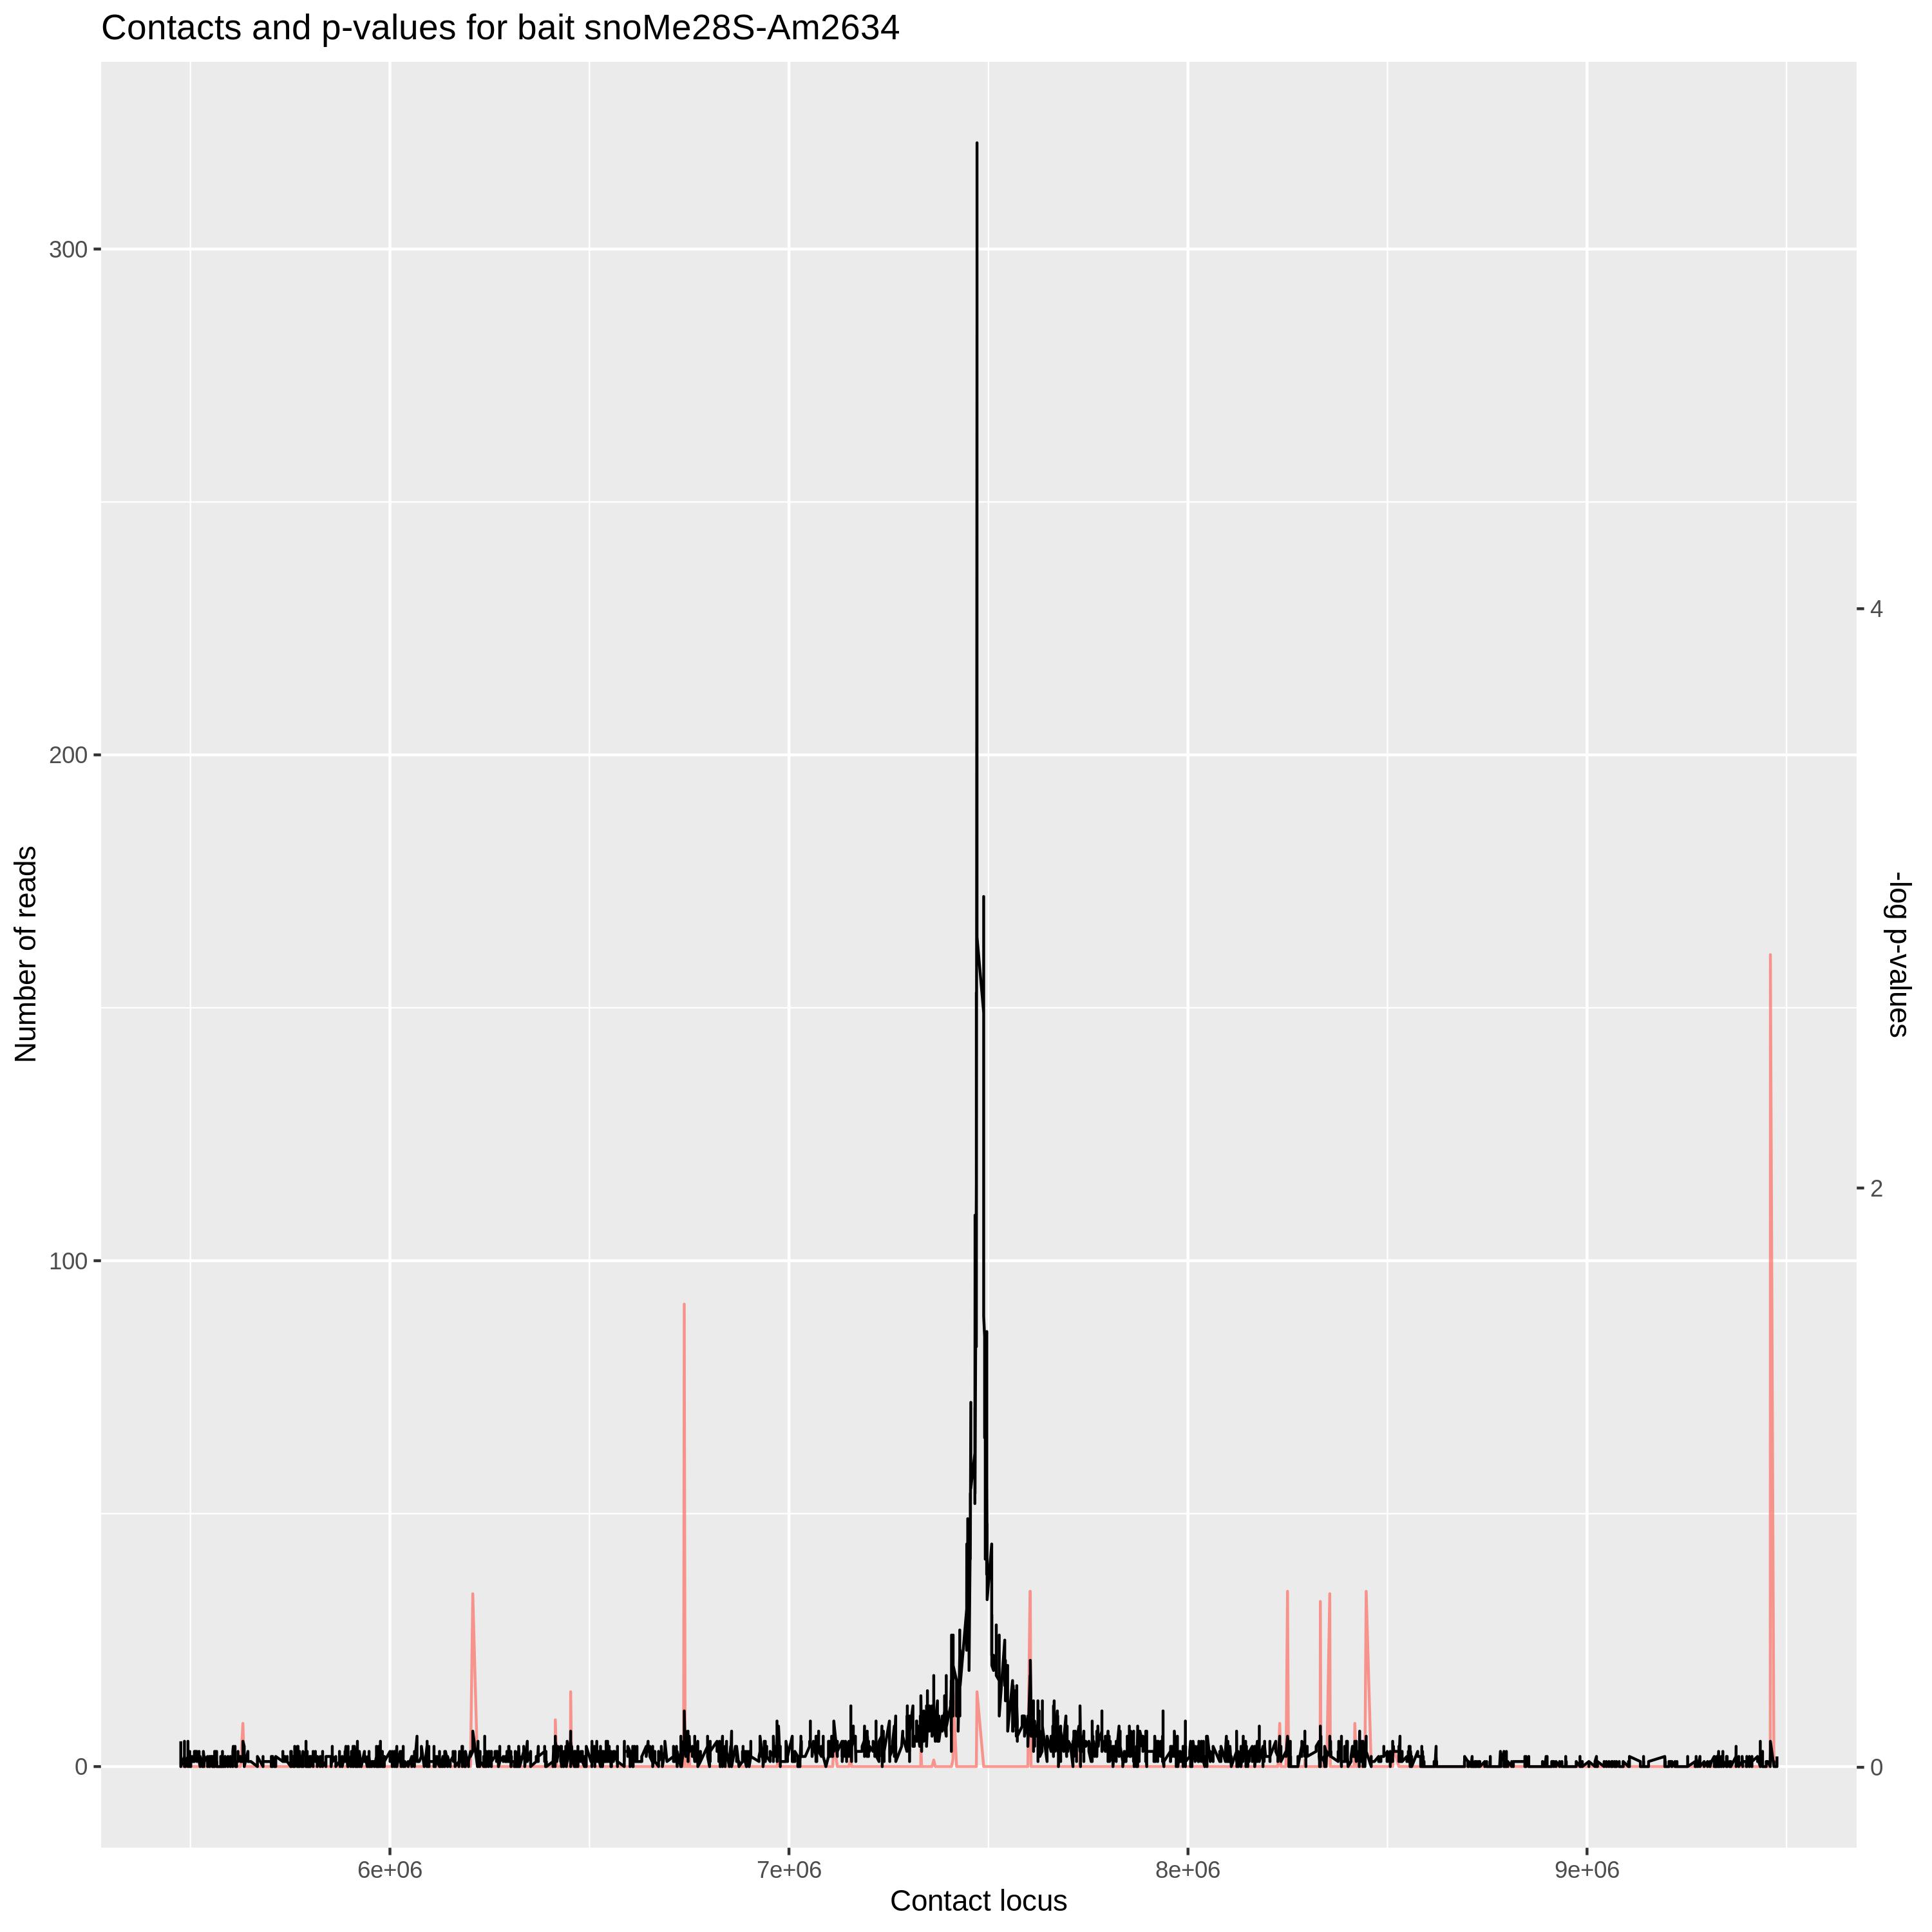 Contacts and p-values for bait snoMe28S-Am2634
300
200
100
0
Number of reads
4
2
0
-log p-values
6e+06
7e+06
8e+06
9e+06
Contact locus